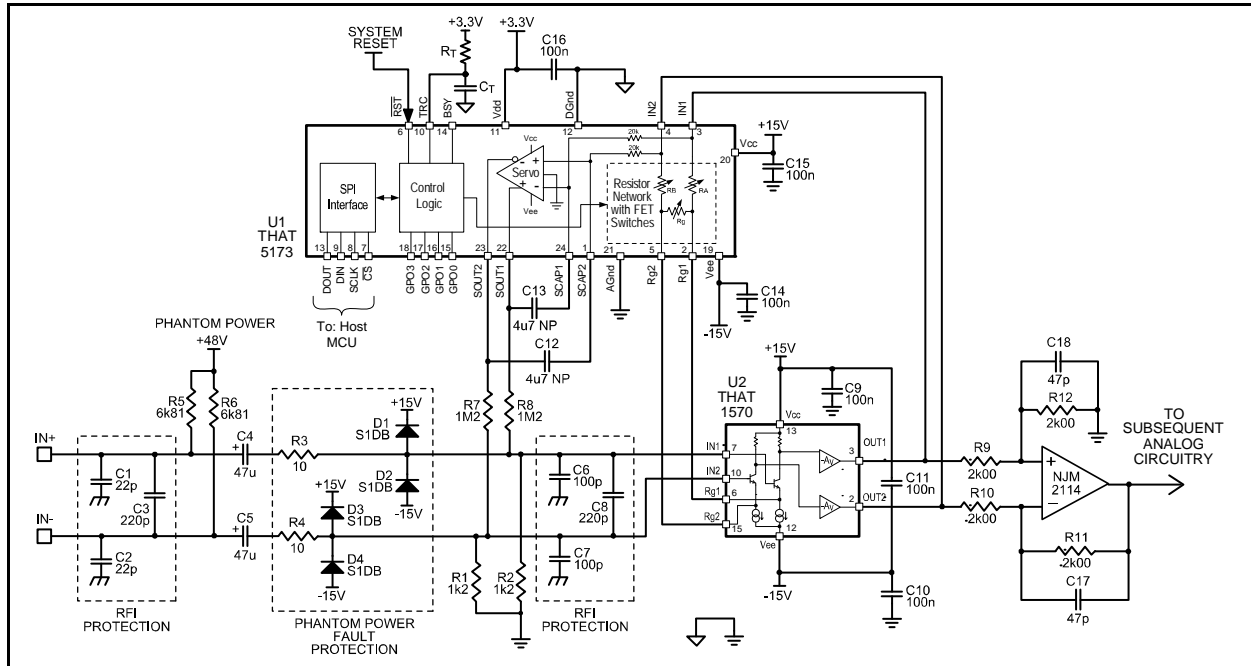 SYSTEM
RESET
+3.3V
RT
CT
+3.3V
C16
100n
RST
TRC
BSY
Vdd
DGnd
IN2
IN1
6
10
14
11
12
4
3
+15V
Vcc
20
C15
100n
20k
20k
Vcc
Servo
Vee
- +
+ -
SPI
Interface
Control
Logic
Resistor
Network
with FET
Switches
RB
RA
Rg
U1
THAT
5173
13
9
8
7
18
17
16
15
23
22
24
1
21
5
2
19
DOUT
DIN
SCLK
CS
GPO3
GPO2
GPO1
GPO0
SOUT2
SOUT1
SCAP1
SCAP2
AGnd
Rg2
Rg1
Vee
To: Host
MCU
C13
4u7 NP
C12
4u7 NP
C14
100n
-15V
PHANTOM POWER
+48V
R5
6k81
R6
6k81
R7
1M2
R8
1M2
+15V
D1
S1DB
D2
S1DB
-15V
+15V
D3
S1DB
D4
S1DB
-15V
IN+
IN-
C1
22p
C2
22p
C3
220p
+
C4
47u
+
C5
47u
R3
10
R4
10
R1
1k2
R2
1k2
C6
100p
C7
100p
C8
220p
RFI
PROTECTION
PHANTOM POWER
FAULT
PROTECTION
RFI
PROTECTION
U2
THAT
1570
+15V
C9
100n
Vcc
13
IN1
7
IN2
10
Rg1
6
Rg2
15
-Av
-Av
3
OUT1
2
OUT2
12
Vee
-15V
C11
100n
C10
100n
R9
2k00
R10
2k00
C18
47p
R12
2k00
+
-
NJM
2114
R11
2k00
C17
47p
TO
SUBSEQUENT
ANALOG
CIRCUITRY